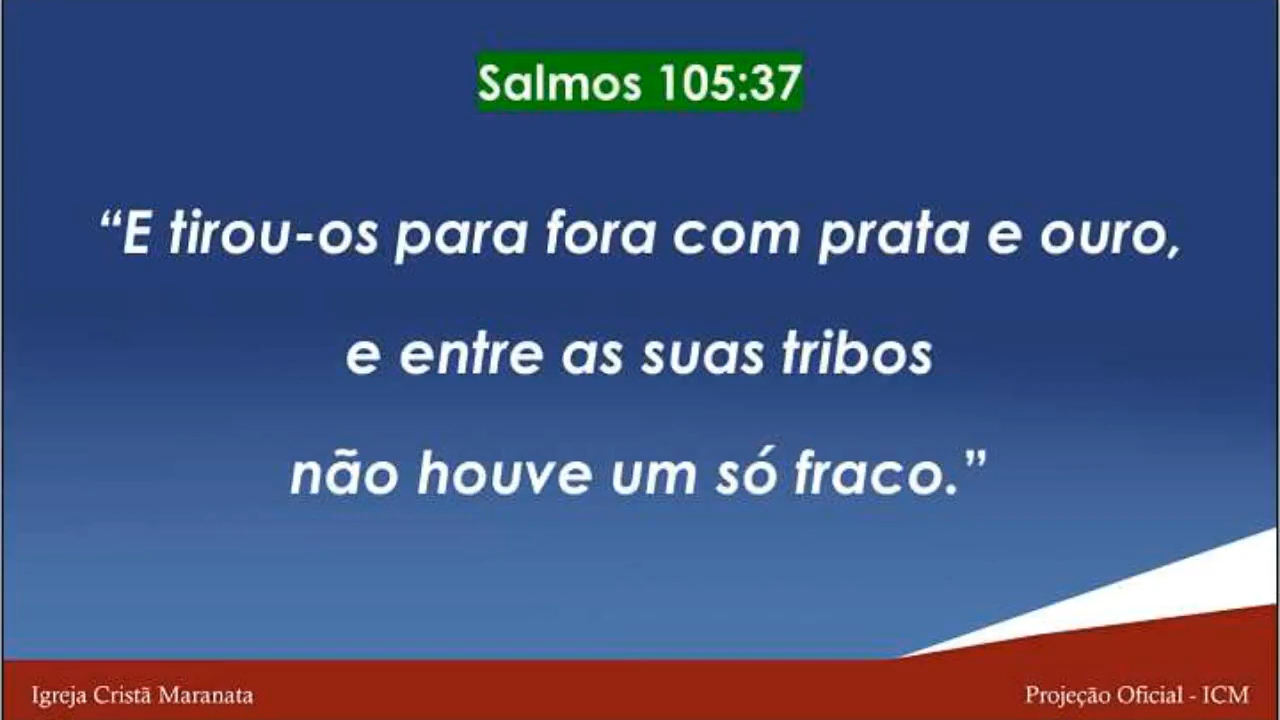 Salmos 105:37
“E tirou-os para fora com prata e ouro,
e entre as suas tribos
não houve um só fraco.”
Igreja Cristã Maranata
Projeção Oficial - ICM